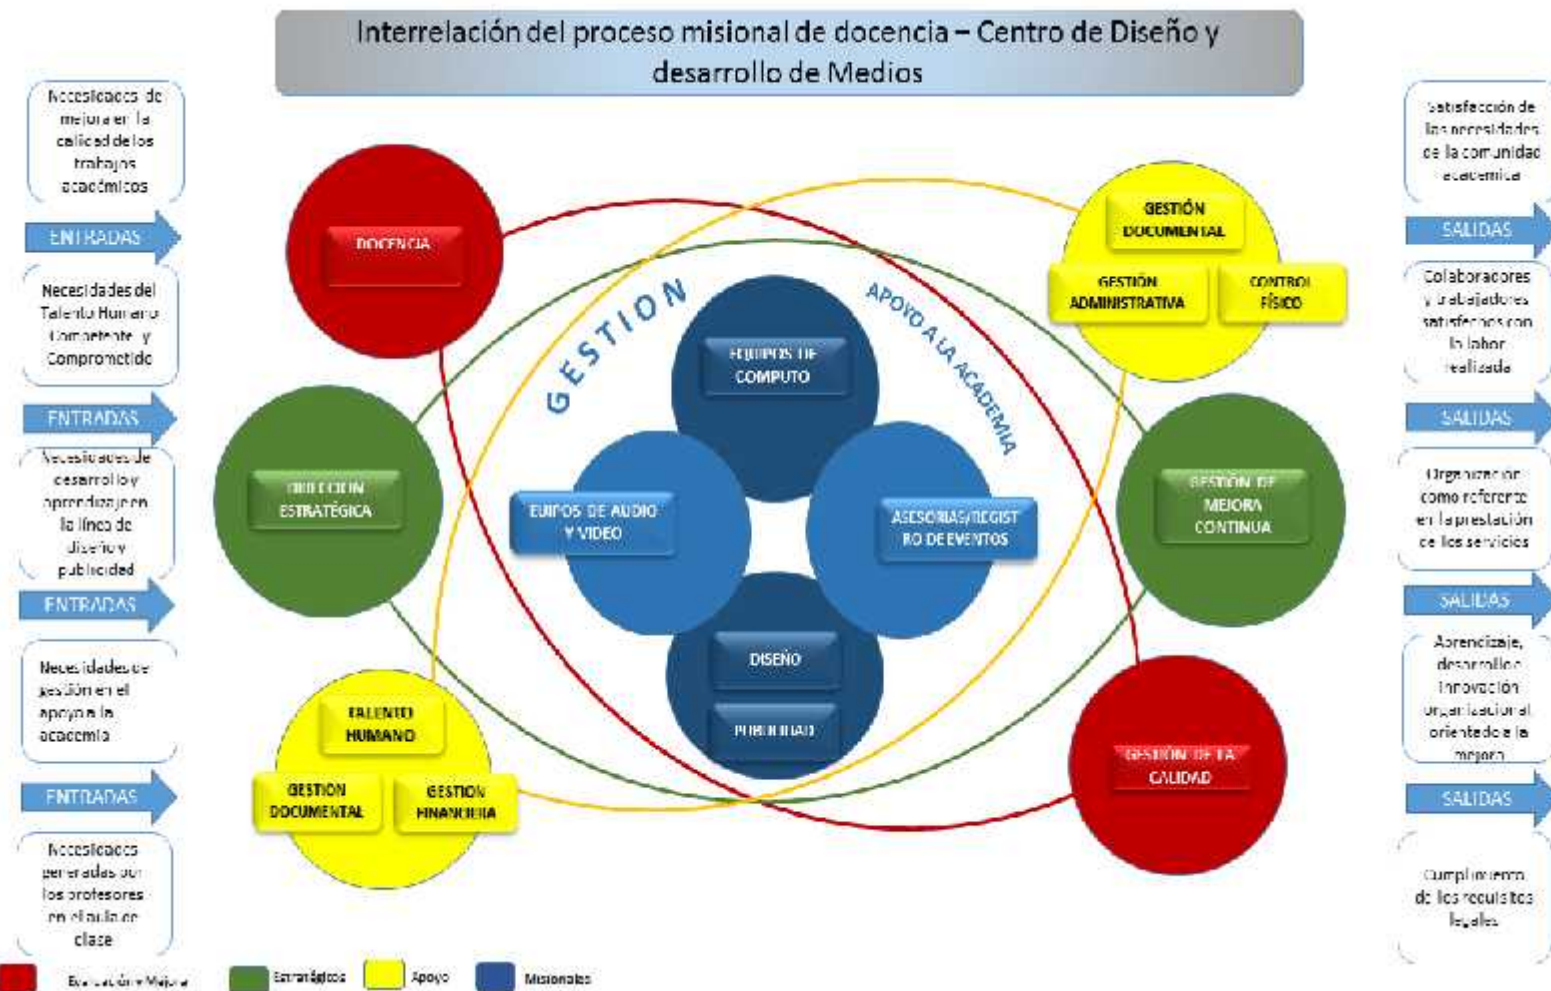 Interrelación del proceso misional de docencia – Centro de Diseño y
desarrollo de Medios
Necesidades de
mejora en la
calidad de los
trabajos
académicos
ENTRADAS
Necesidades del
Talento Humano
Competente y
Comprometido
ENTRADAS
Necesidades de
desarrollo y
aprendizaje en
la línea de
diseño y
publicidad
ENTRADAS
Necesidades de
gestión en el
apoyo a la
academia
ENTRADAS
Necesidades
generadas por
los profesores
en el aula de
clase
DOCENCIA
DIRECCION
ESTRATÉGICA
TALENTO
HUMANO
GESTIÓN
DOCUMENTAL
GESTIÓN
FINANCIERA
GESTION
APOYO A LA ACADEMIA
EQUIPOS DE
COMPUTO
EUIPOS DE AUDIO
Y VIDEO
ASESORIAS/REGIST
RO DE EVENTOS
DISEÑO
PUBLICIDAD
GESTIÓN
DOCUMENTAL
GESTIÓN
ADMINISTRATIVA
CONTROL
FÍSICO
GESTIÓN DE
MEJORA
CONTINUA
GESTIÓN DE LA
CALIDAD
Satisfacción de
las necesidades
de la comunidad
academica
SALIDAS
Colaboradores
y trabajadores
satisfechos con
la labor
realizada
SALIDAS
Organización
como referente
en la prestación
de los servicios
SALIDAS
Aprendizaje,
desarrollo e
innovación
organizacional
orientado a la
mejora
SALIDAS
Cumplimiento
de los requisitos
legales
Evaluación y Mejora
Estratégicos
Apoyo
Misionales